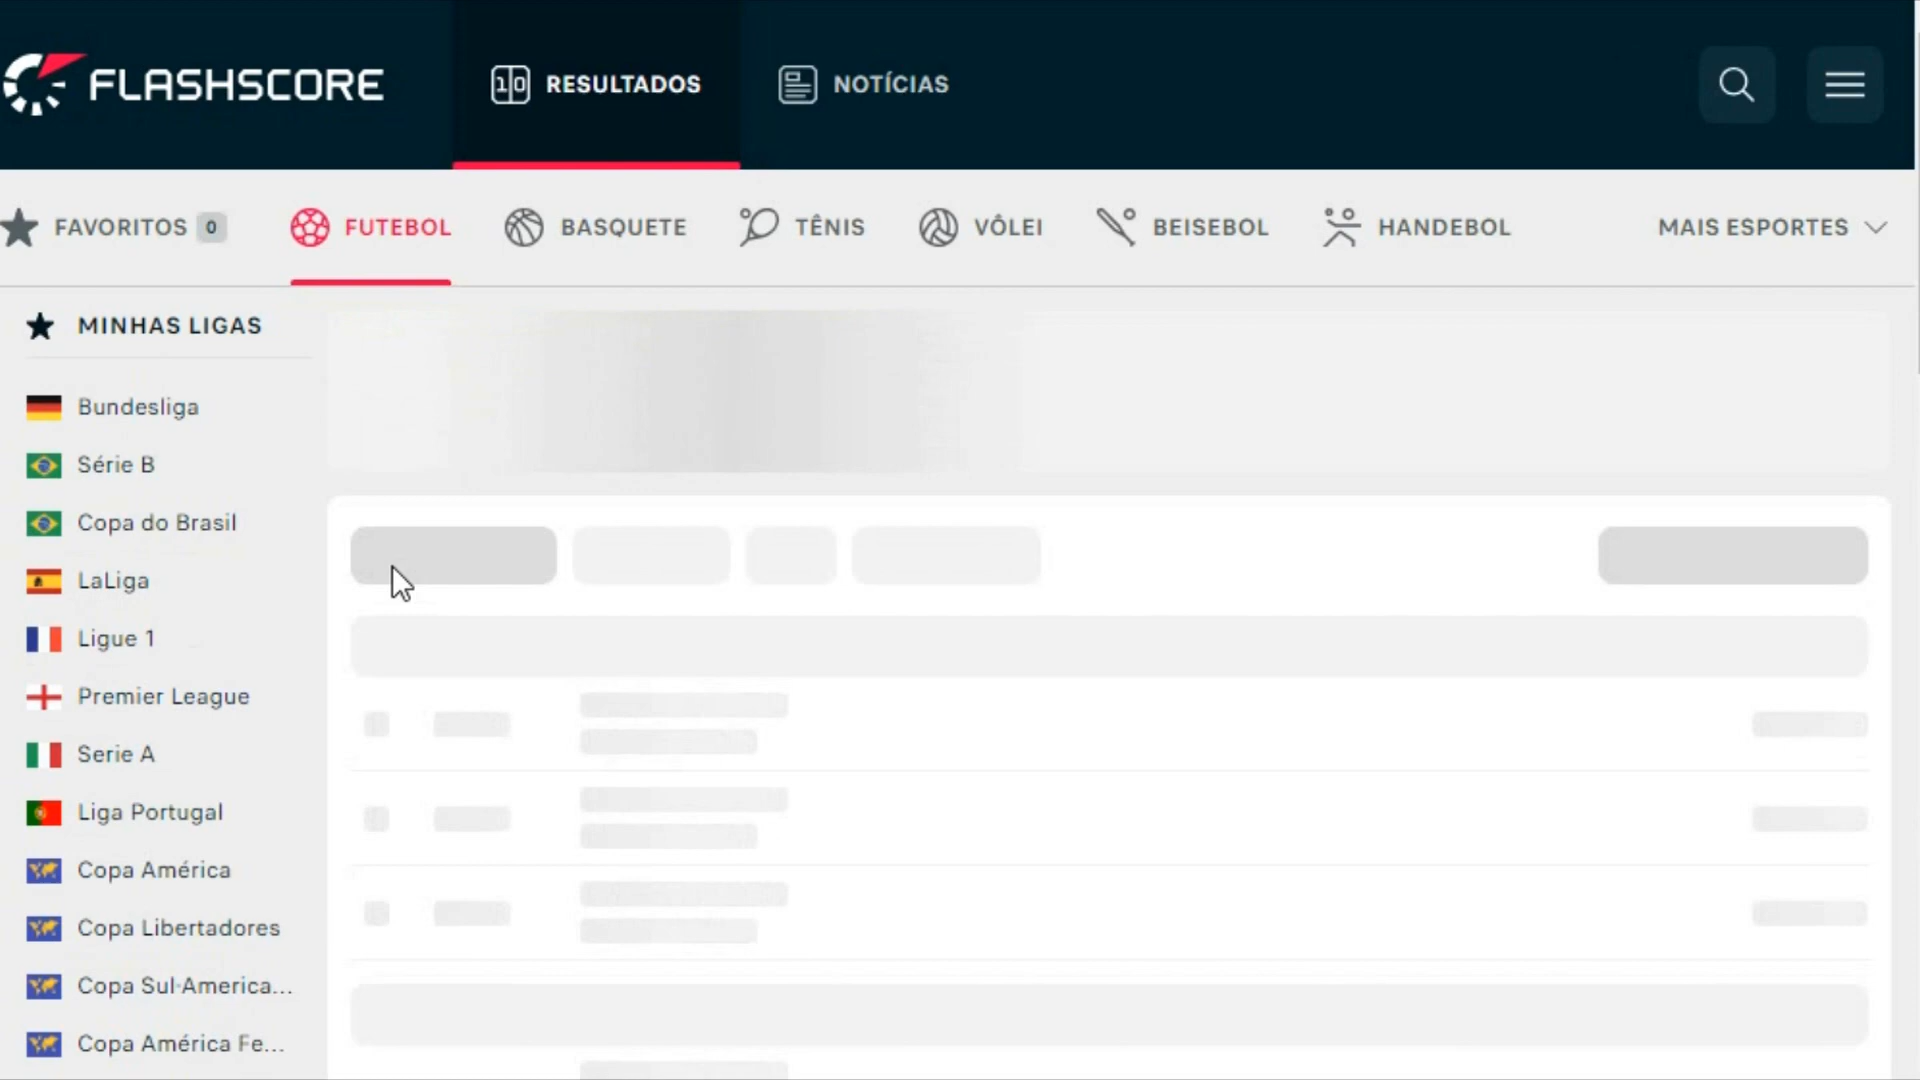 FLASHSCORE
10 RESULTADOS
NOTÍCIAS
FAVORITOS 0
FUTEBOL
BASQUETE
TÊNIS
VÔLEI
BEISEBOL
HANDEBOL
MAIS ESPORTES
MINHAS LIGAS
Bundesliga
Série B
Copa do Brasil
LaLiga
Ligue 1
Premier League
Serie A
Liga Portugal
Copa América
Copa Libertadores
Copa Sul-America...
Copa América Fe...